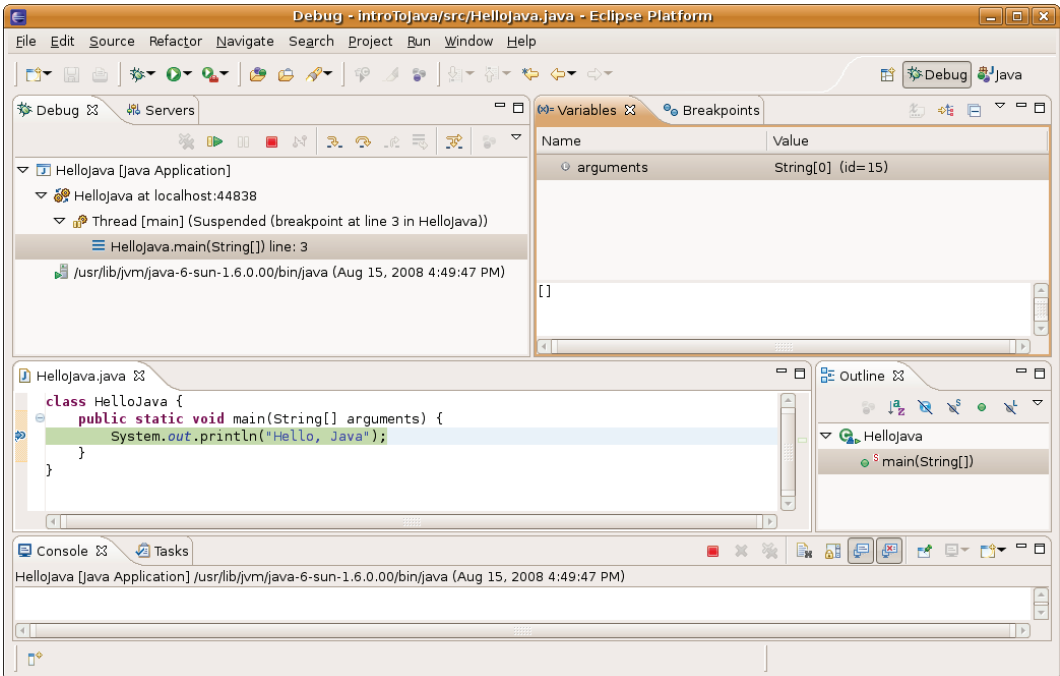 Debug - introToJava/src/HelloJava.java - Eclipse Platform
File Edit Source Refactor Navigate Search Project Run Window Help
Debug Java
Debug Servers
HelloJava [Java Application]
HelloJava at localhost:44838
Thread [main] (Suspended (breakpoint at line 3 in HelloJava))
HelloJava.main(String[]) line: 3
/usr/lib/jvm/java-6-sun-1.6.0.00/bin/java (Aug 15, 2008 4:49:47 PM)
Variables Breakpoints
Name Value
arguments String[0] (id=15)
[]
HelloJava.java
class HelloJava {
public static void main(String[] arguments) {
System.out.println("Hello, Java");
}
}
Outline
HelloJava
main(String[])
Console Tasks
HelloJava [Java Application] /usr/lib/jvm/java-6-sun-1.6.0.00/bin/java (Aug 15, 2008 4:49:47 PM)